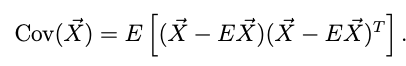 Cov(X⃗) = E [(X⃗ − EX⃗)(X⃗ − EX⃗)ᵀ] .